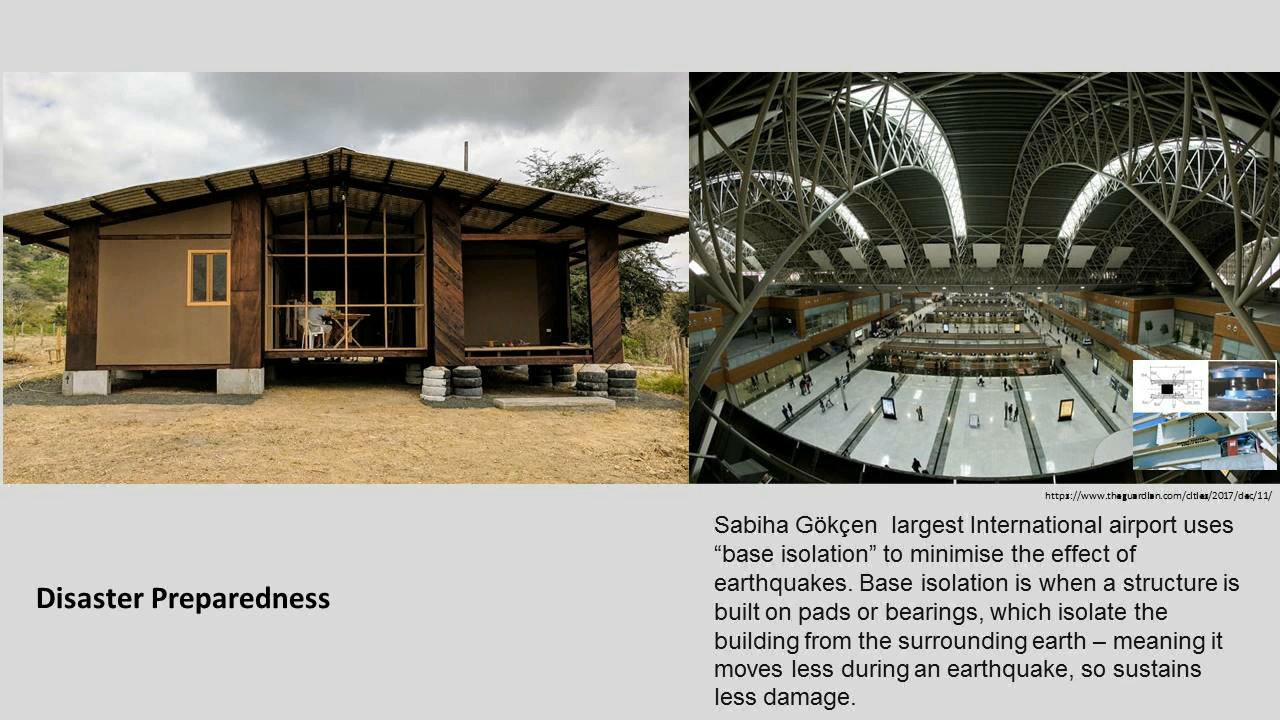 https://www.theguardian.com/cities/2017/dec/11/
Sabiha Gökçen  largest International airport uses
“base isolation” to minimise the effect of
earthquakes. Base isolation is when a structure is
built on pads or bearings, which isolate the
building from the surrounding earth – meaning it
moves less during an earthquake, so sustains
less damage.
Disaster Preparedness